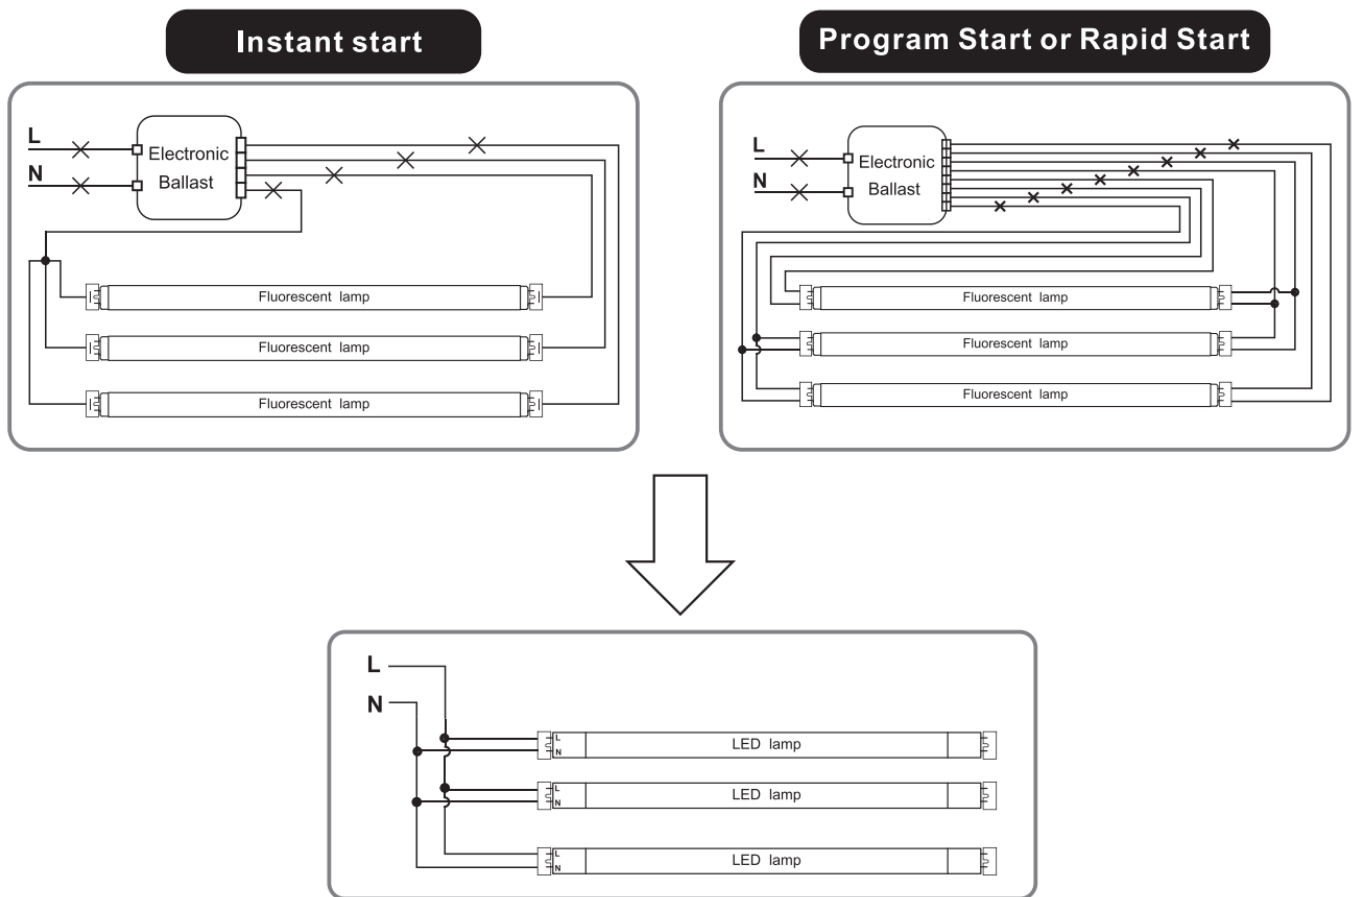 Instant start
Program Start or Rapid Start
L
N
Electronic
Ballast
Fluorescent lamp
Fluorescent lamp
Fluorescent lamp
L
N
Electronic
Ballast
Fluorescent lamp
Fluorescent lamp
Fluorescent lamp
L
N
L
N
LED lamp
L
N
LED lamp
L
N
LED lamp